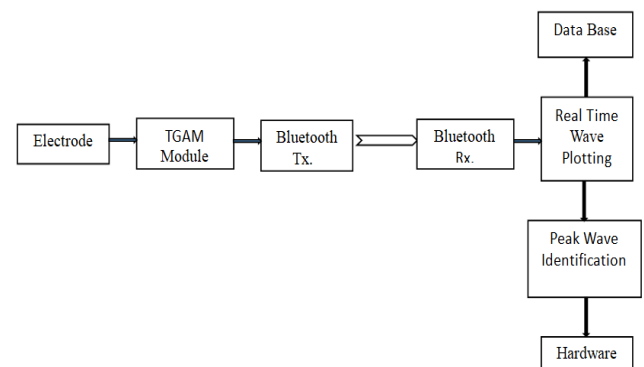 Data Base
Electrode
TGAM
Module
Bluetooth
Tx.
Bluetooth
Rx.
Real Time
Wave
Plotting
Peak Wave
Identification
Hardware